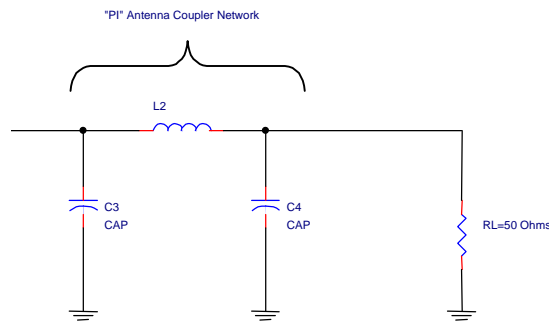 "PI" Antenna Coupler Network
L2
C3
CAP
C4
CAP
RL=50 Ohms